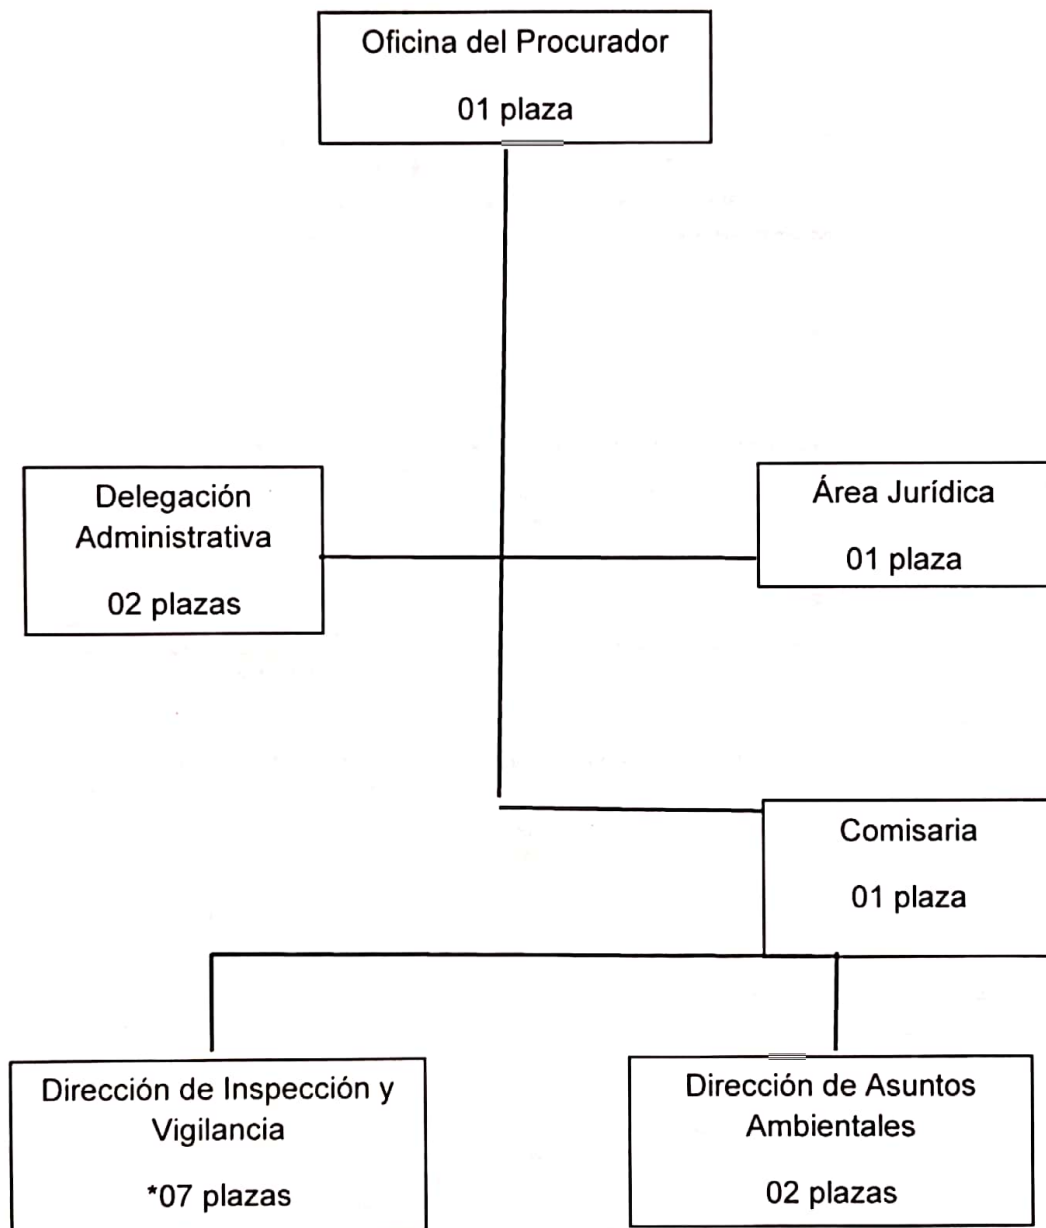 Oficina del Procurador
01 plaza
Delegación
Administrativa
02 plazas
Área Jurídica
01 plaza
Comisaria
01 plaza
Dirección de Inspección y
Vigilancia
*07 plazas
Dirección de Asuntos
Ambientales
02 plazas